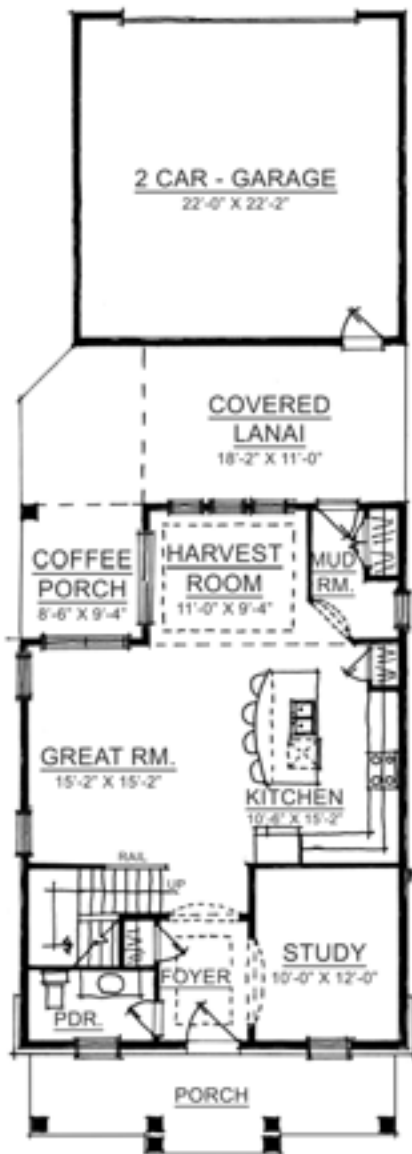 2 CAR - GARAGE
22'-0" X 22'-2"
COVERED
LANAI
18'-2" X 11'-0"
COFFEE
PORCH
8'-6" X 9'-4"
HARVEST
ROOM
11'-0" X 9'-4"
MUD
RM.
GREAT RM.
15'-2" X 15'-2"
KITCHEN
10'-6" X 15'-2"
RAIL
UP
FOYER
STUDY
10'-0" X 12'-0"
PDR.
PORCH